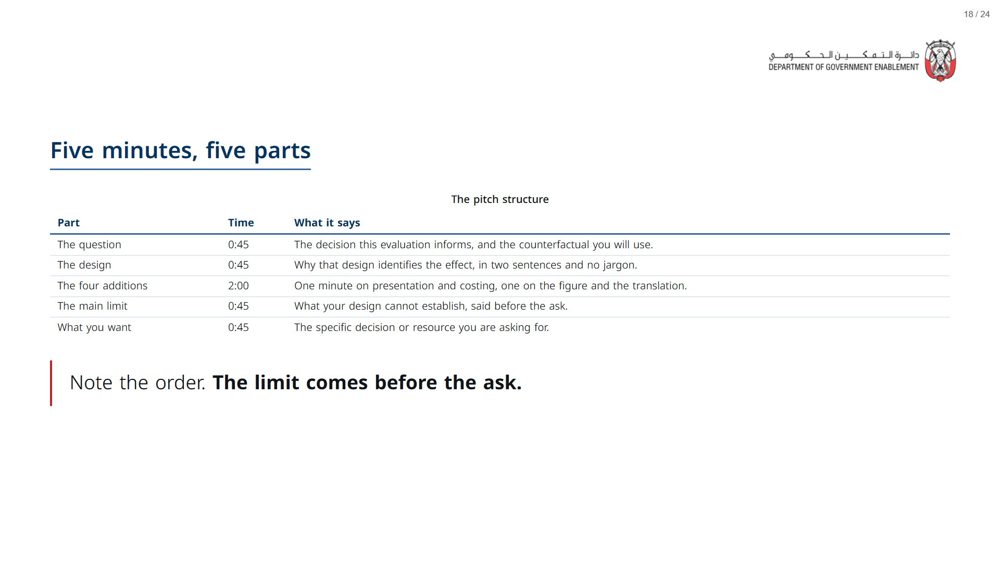 18 / 24
دائرة التمكين الحكومي
DEPARTMENT OF GOVERNMENT ENABLEMENT
Five minutes, five parts
The pitch structure
Part Time What it says
The question 0:45 The decision this evaluation informs, and the counterfactual you will use.
The design 0:45 Why that design identifies the effect, in two sentences and no jargon.
The four additions 2:00 One minute on presentation and costing, one on the figure and the translation.
The main limit 0:45 What your design cannot establish, said before the ask.
What you want 0:45 The specific decision or resource you are asking for.
Note the order. The limit comes before the ask.